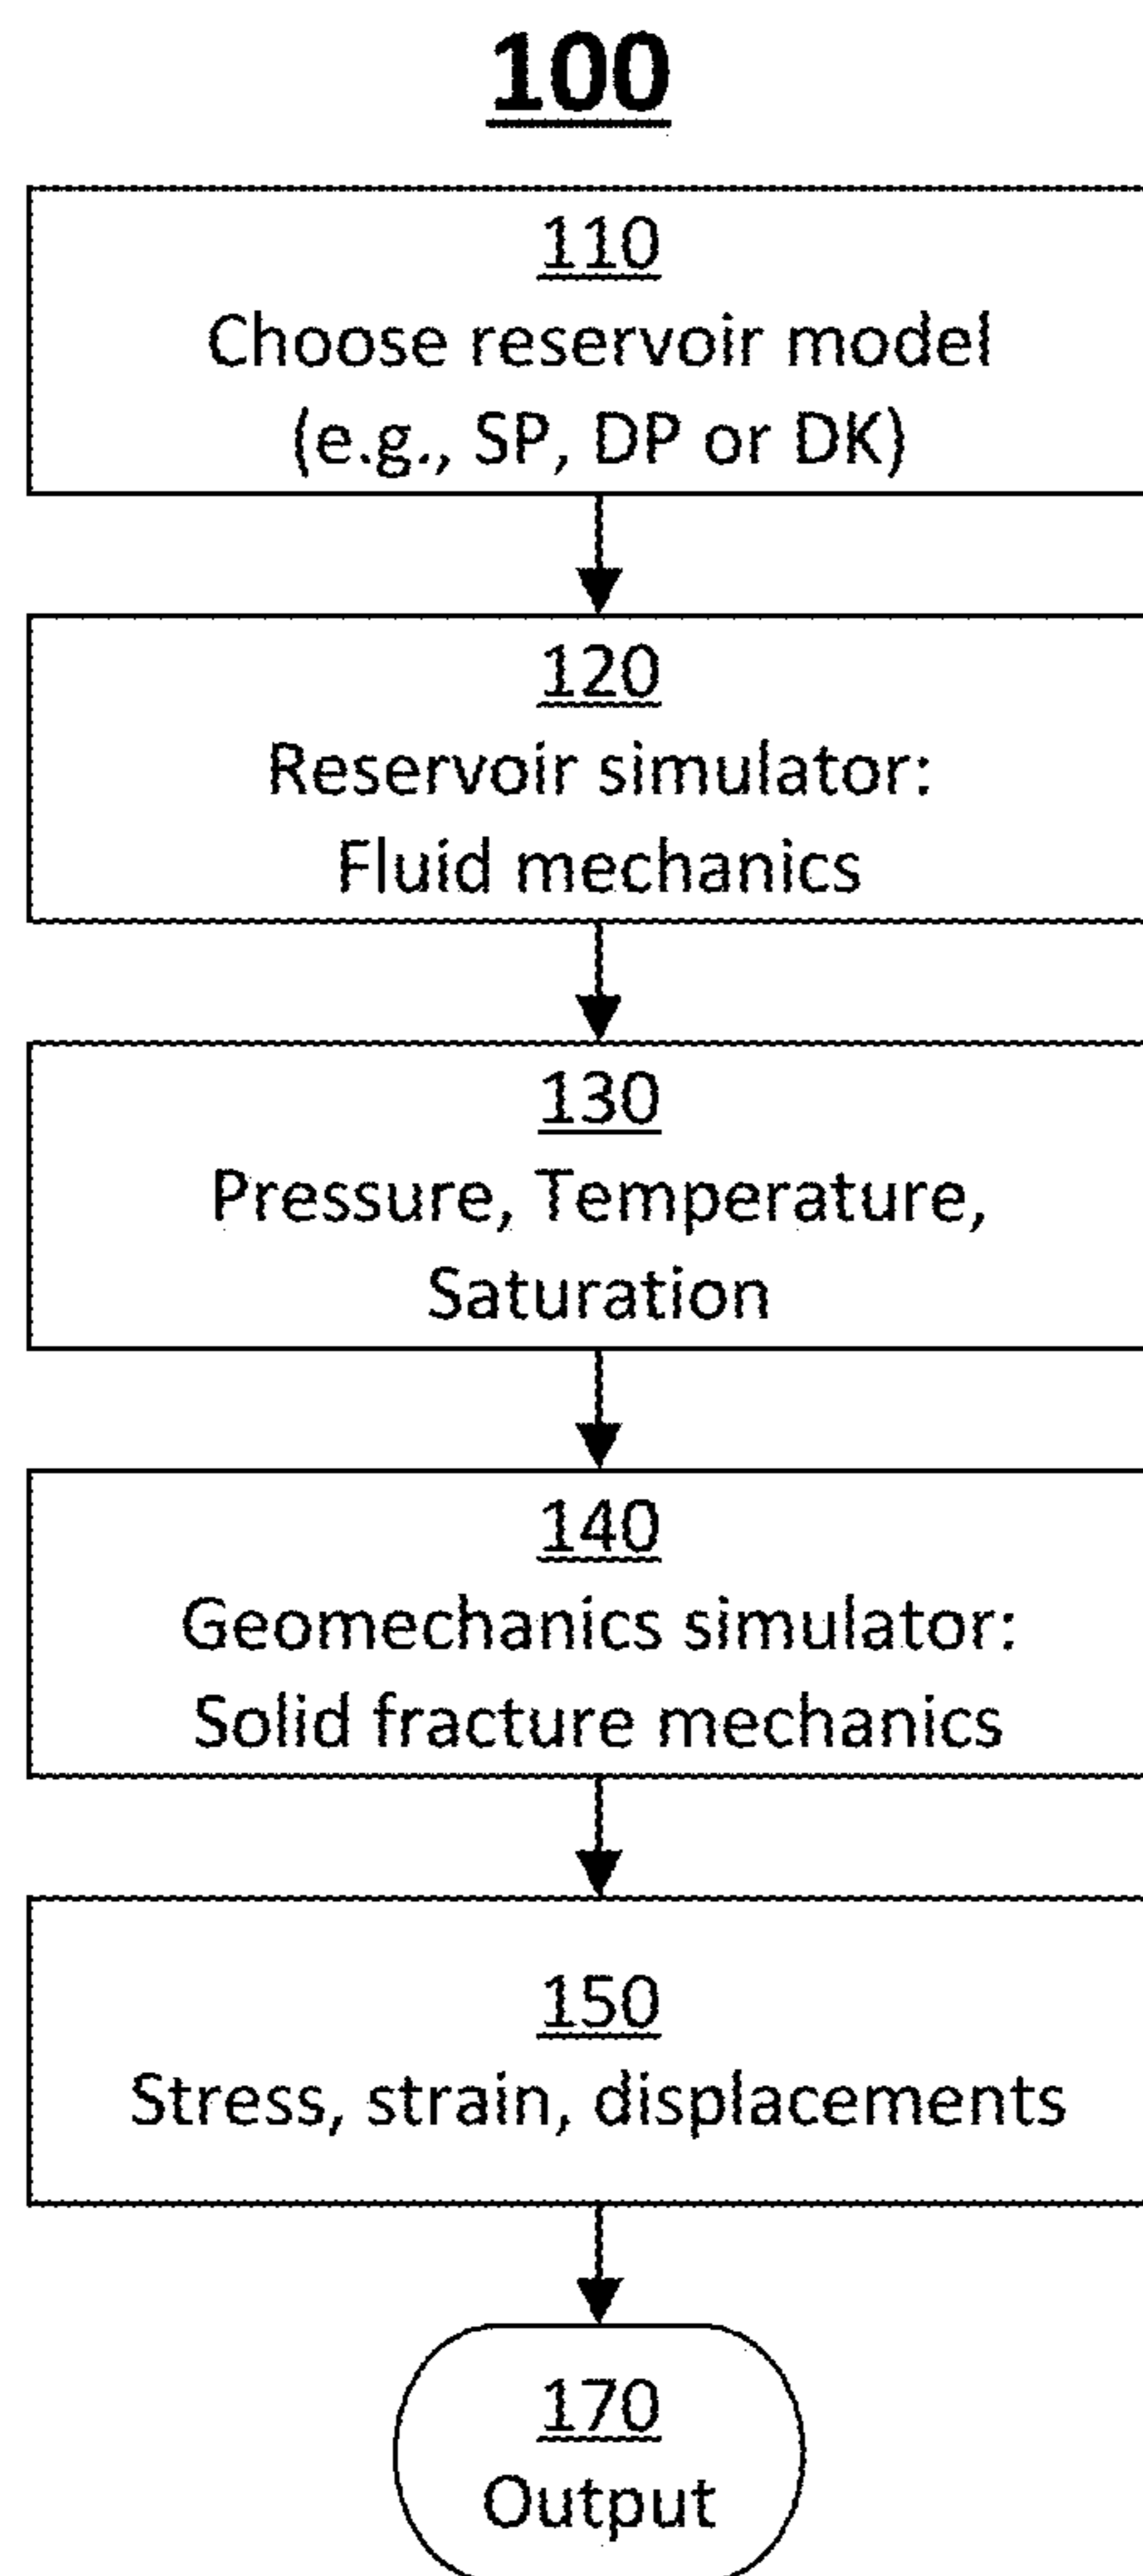 100
110
Choose reservoir model
(e.g., SP, DP or DK)
120
Reservoir simulator:
Fluid mechanics
130
Pressure, Temperature,
Saturation
140
Geomechanics simulator:
Solid fracture mechanics
150
Stress, strain, displacements
170
Output